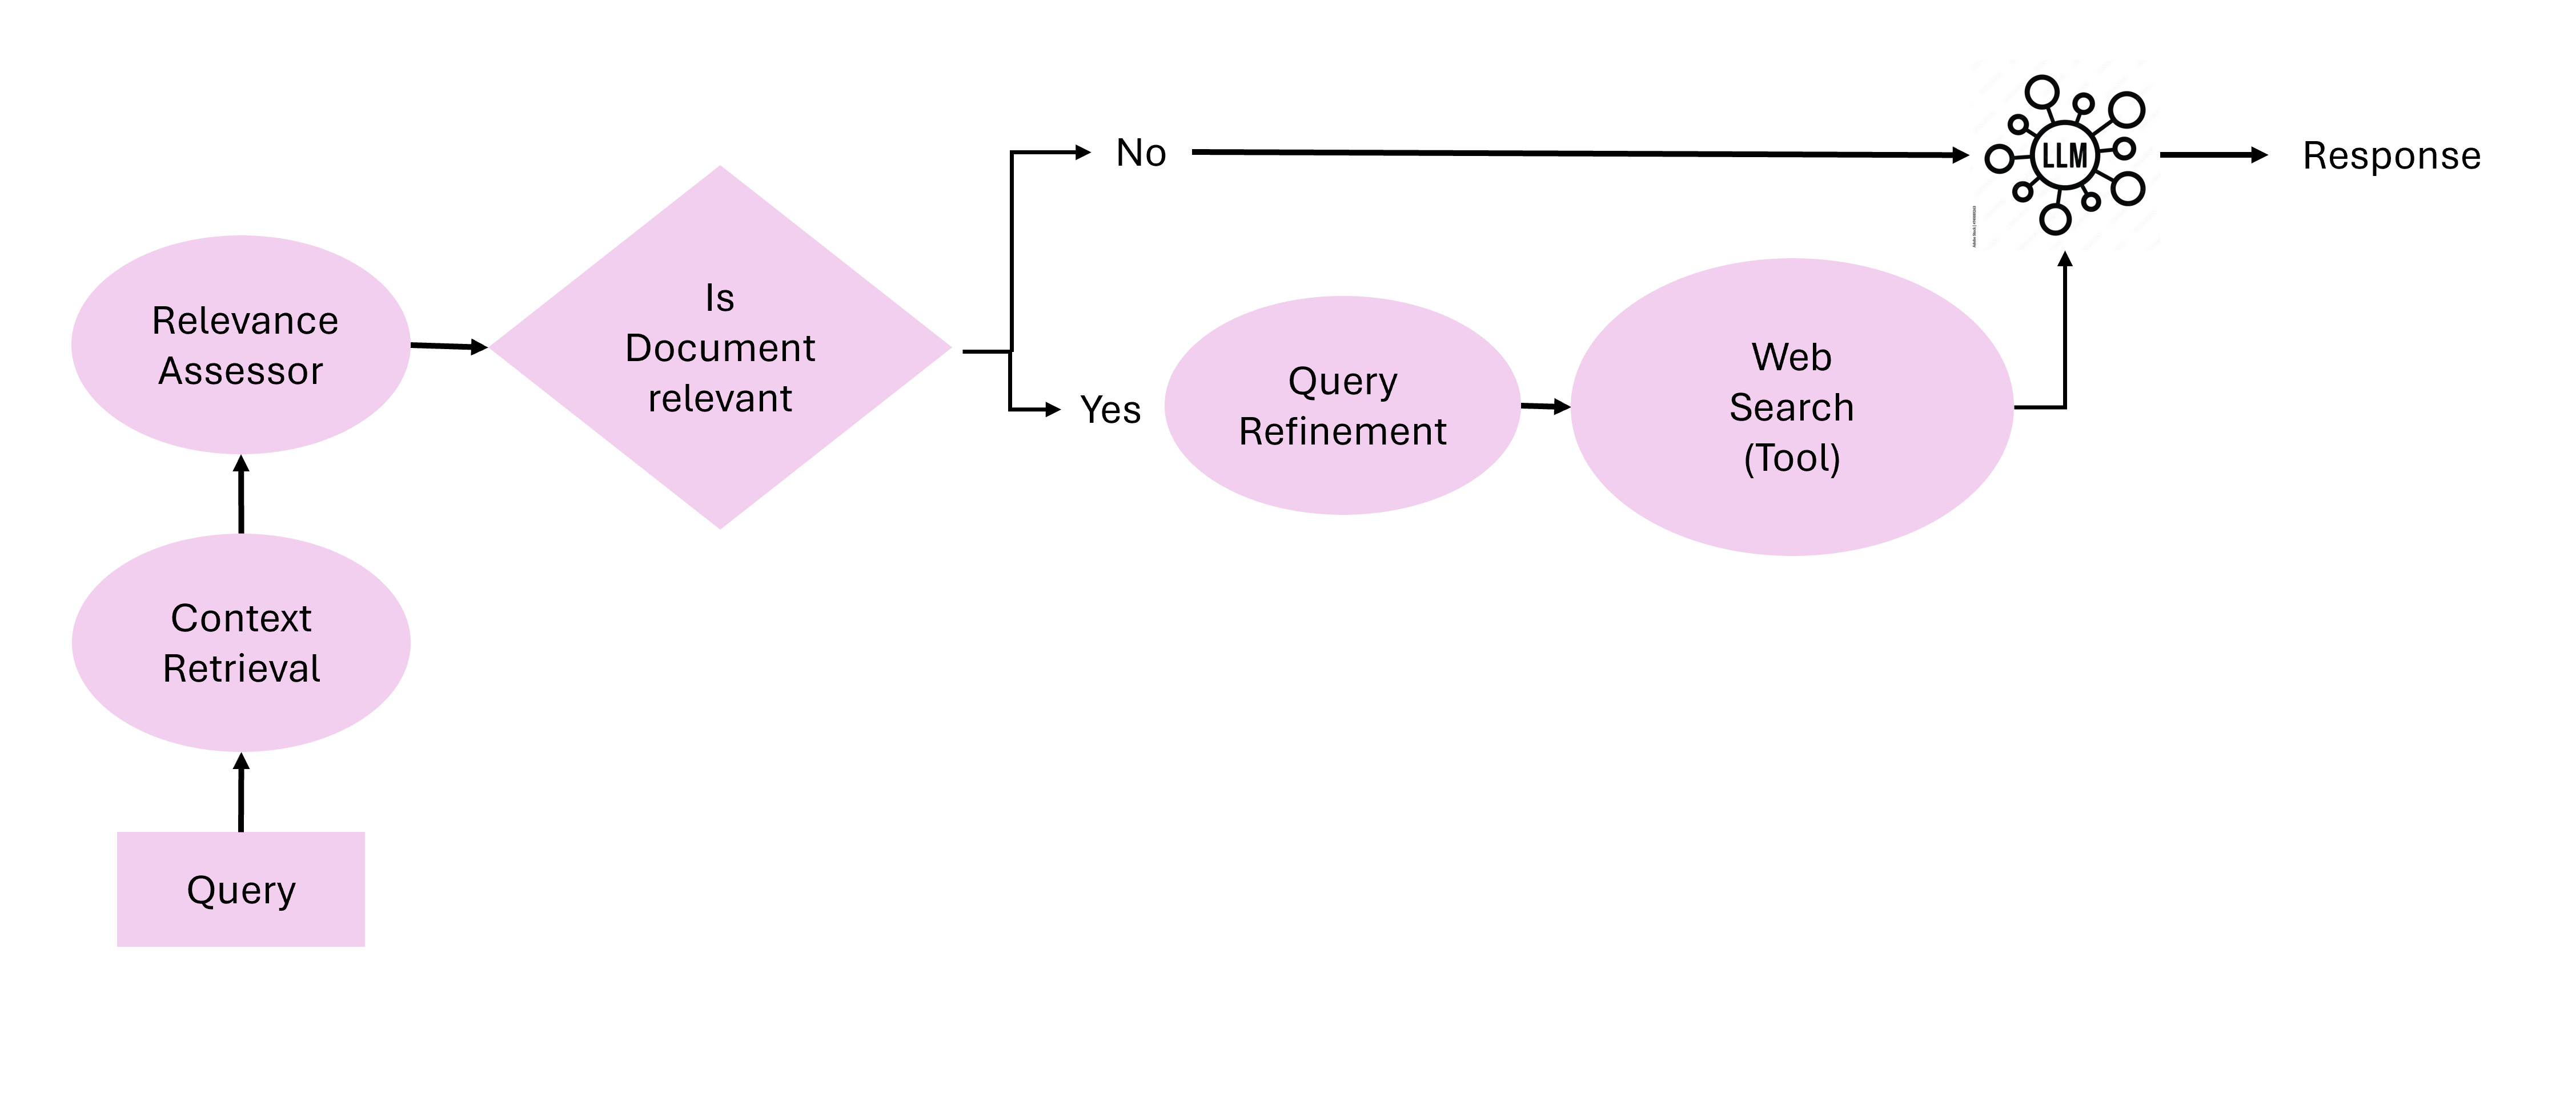 No
LLM
Response
Relevance
Assessor
Is
Document
relevant
Yes
Query
Refinement
Web
Search
(Tool)
Context
Retrieval
Query